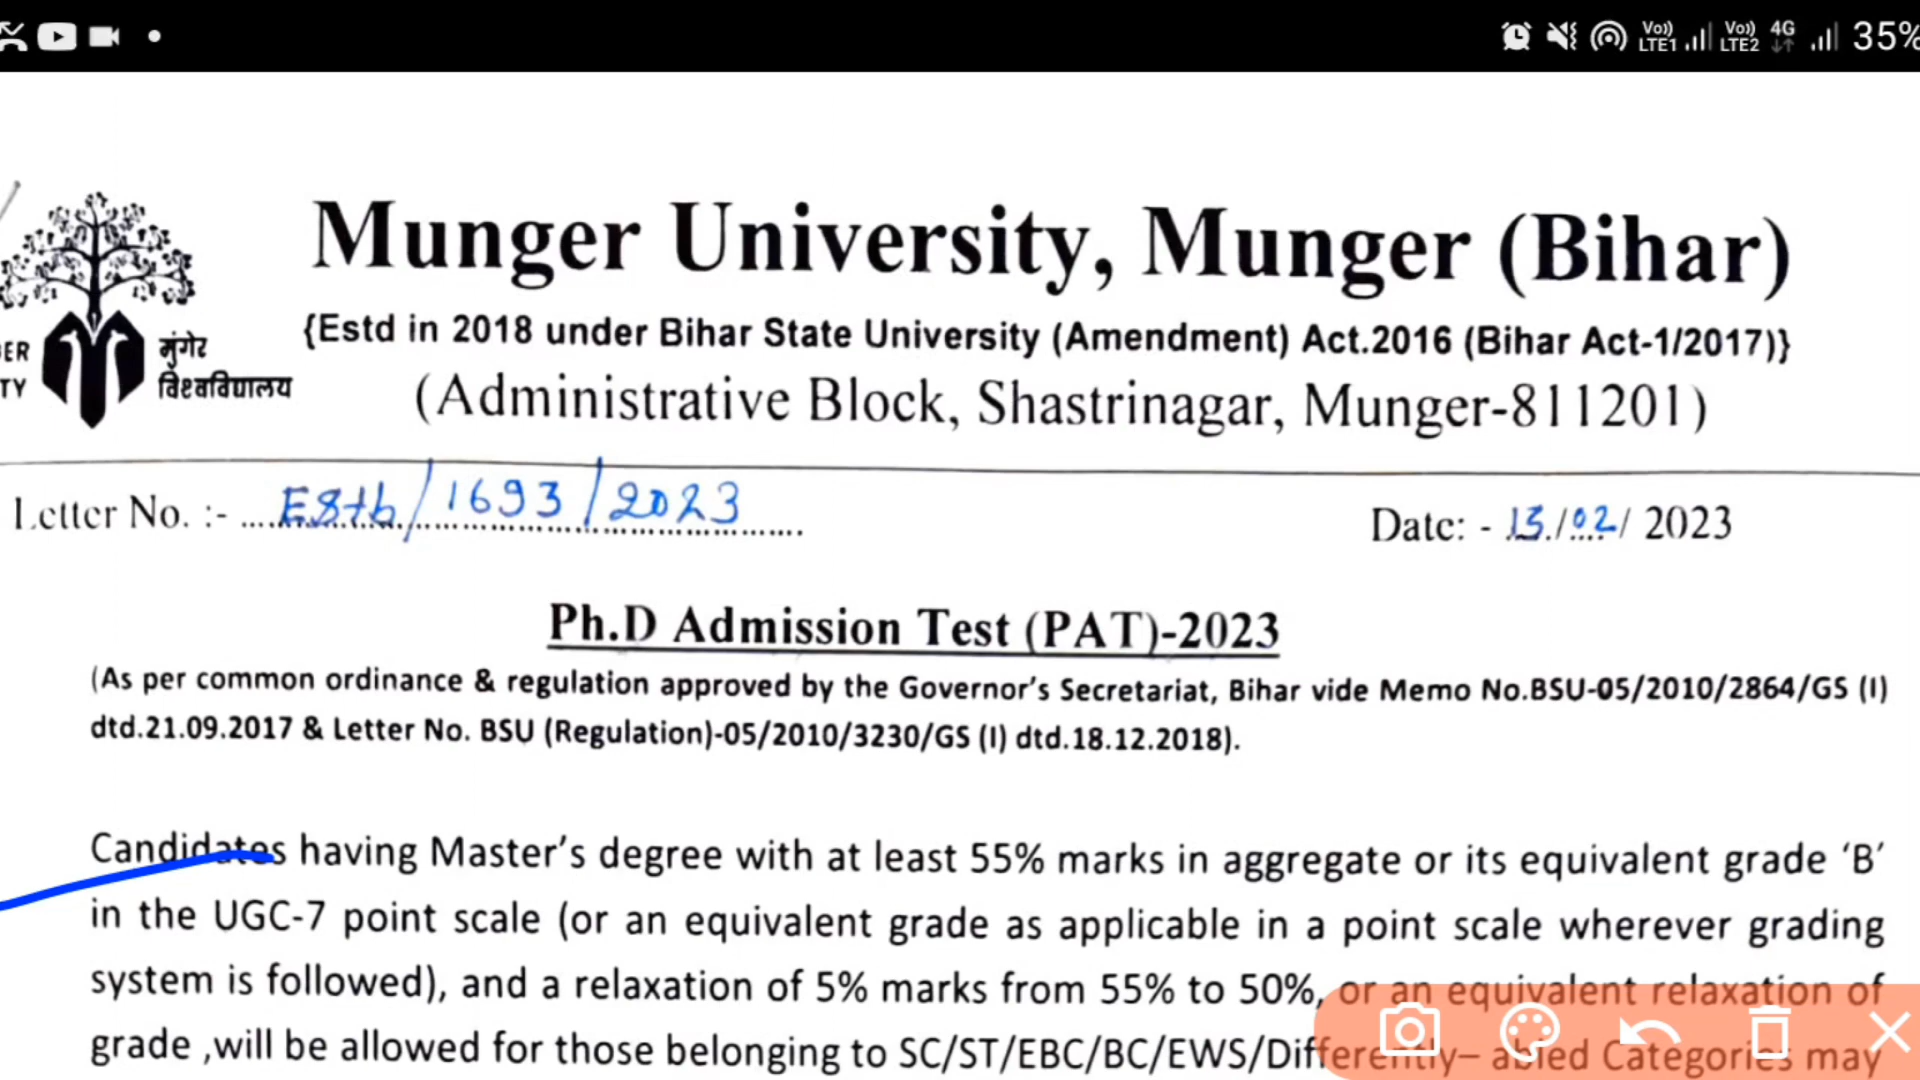 Vo)) LTE1 Vo)) LTE2 4G 35%
Munger University, Munger (Bihar)
{Estd in 2018 under Bihar State University (Amendment) Act.2016 (Bihar Act-1/2017)}
(Administrative Block, Shastrinagar, Munger-811201)
ER
TY
मुंगेर
विश्वविद्यालय
Letter No. :- Estb/1693/2023
Date: - 13/02/ 2023
Ph.D Admission Test (PAT)-2023
(As per common ordinance & regulation approved by the Governor's Secretariat, Bihar vide Memo No.BSU-05/2010/2864/GS (I)
dtd.21.09.2017 & Letter No. BSU (Regulation)-05/2010/3230/GS (I) dtd.18.12.2018).
Candidates having Master's degree with at least 55% marks in aggregate or its equivalent grade 'B'
in the UGC-7 point scale (or an equivalent grade as applicable in a point scale wherever grading
system is followed), and a relaxation of 5% marks from 55% to 50%, or an equivalent relaxation of
grade ,will be allowed for those belonging to SC/ST/EBC/BC/EWS/Differently– abled Categories may